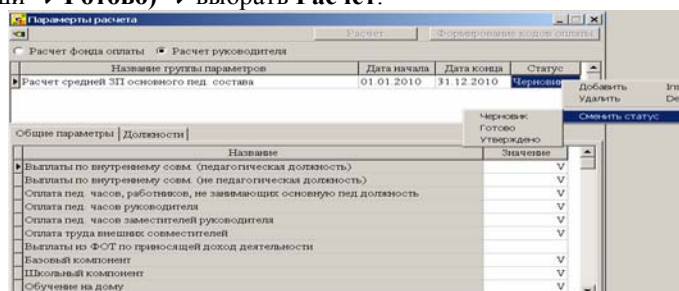 → Готово) → выбрать Расчет.
Параметры расчета
Расчет Формирование кодов оплаты
Расчет фонда оплаты Расчет руководителя
Название группы параметров Дата начала Дата конца Статус
Расчет средней ЗП основного пед. состава 01.01.2010 31.12.2010 Черновик
Добавить Ins
Удалить De
Сменить статус
Черновик
Готово
Утверждено
Общие параметры Должности
Название Значение
Выплаты по внутреннему совм. (педагогическая должность) V
Выплаты по внутреннему совм. (не педагогическая должность) V
Оплата пед. часов, работников, не занимающих основную пед должность V
Оплата пед. часов руководителя V
Оплата пед. часов заместителей руководителя V
Оплата труда внешних совместителей V
Выплаты из ФОТ по приносящей доход деятельности
Базовый компонент V
Школьный компонент V
Обучение на дому V